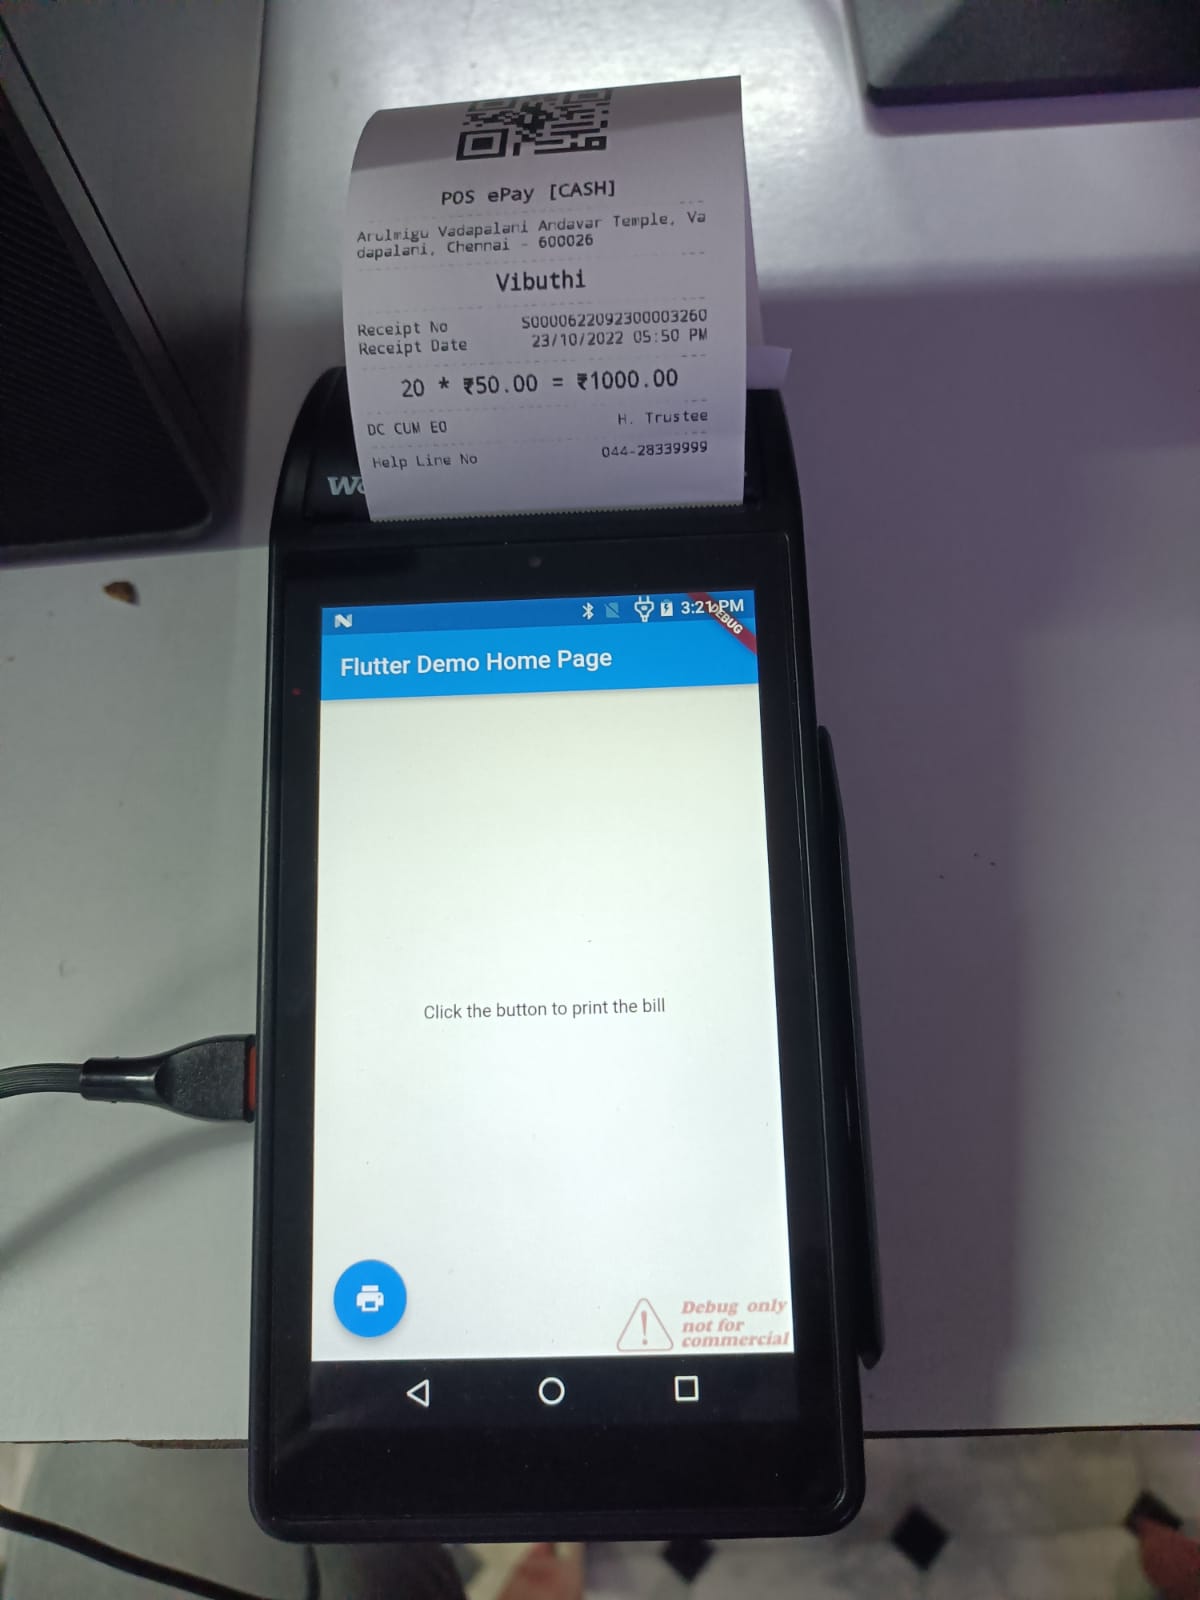 POS ePay [CASH]
Arulmigu Vadapalani Andavar Temple, Va
dapalani, Chennai - 600026
Vibuthi
Receipt No S0000622092300003260
Receipt Date 23/10/2022 05:50 PM
20 * ₹50.00 = ₹1000.00
DC CUM EO H. Trustee
Help Line No 044-28339999
3:21 PM
DEBUG
Flutter Demo Home Page
Click the button to print the bill
Debug only
not for
commercial